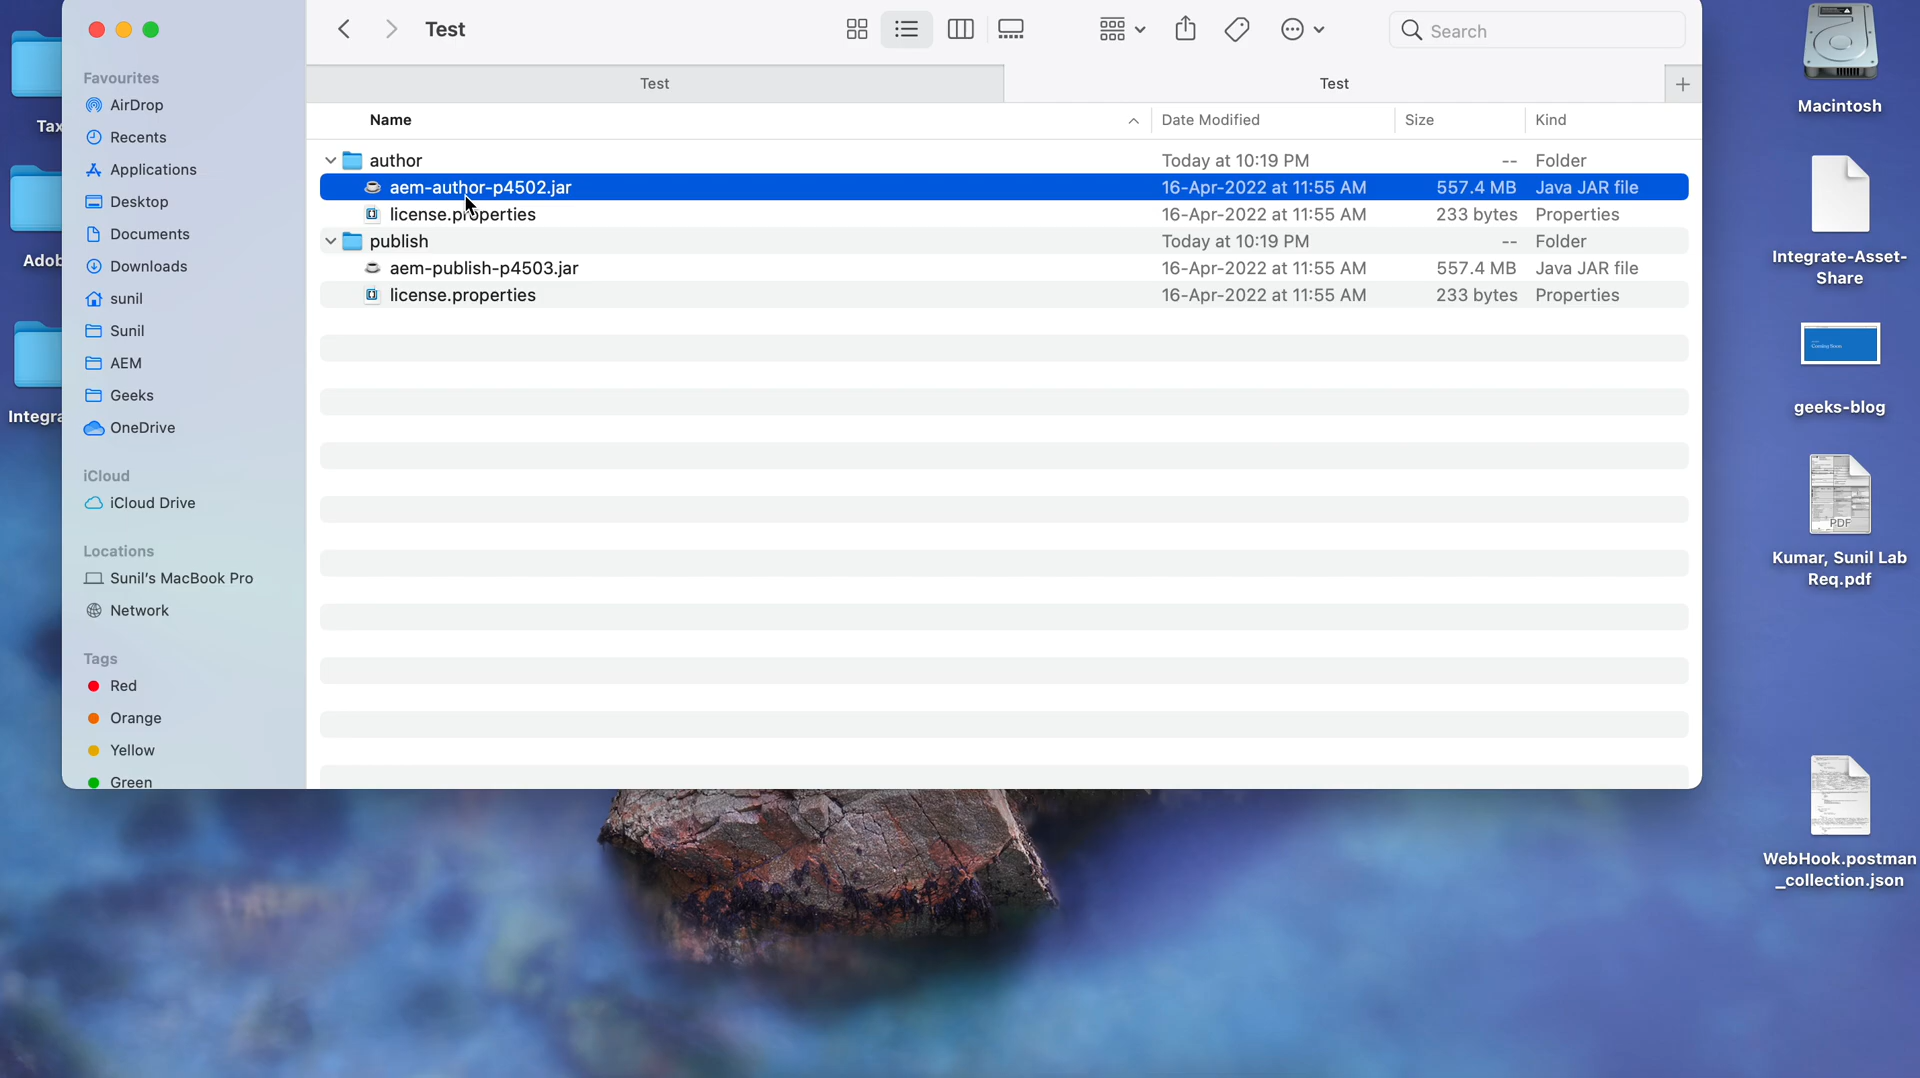 Test
Search
Test
Test
Name
Date Modified
Size
Kind
author
Today at 10:19 PM
--
Folder
aem-author-p4502.jar
16-Apr-2022 at 11:55 AM
557.4 MB
Java JAR file
license.properties
16-Apr-2022 at 11:55 AM
233 bytes
Properties
publish
Today at 10:19 PM
--
Folder
aem-publish-p4503.jar
16-Apr-2022 at 11:55 AM
557.4 MB
Java JAR file
license.properties
16-Apr-2022 at 11:55 AM
233 bytes
Properties
Favourites
AirDrop
Recents
Applications
Desktop
Documents
Downloads
sunil
Sunil
AEM
Geeks
OneDrive
iCloud
iCloud Drive
Locations
Sunil's MacBook Pro
Network
Tags
Red
Orange
Yellow
Green
Tax
Adob
Integra
Macintosh
Integrate-Asset-
Share
Coming Soon
geeks-blog
PDF
Kumar, Sunil Lab
Req.pdf
WebHook.postman
_collection.json